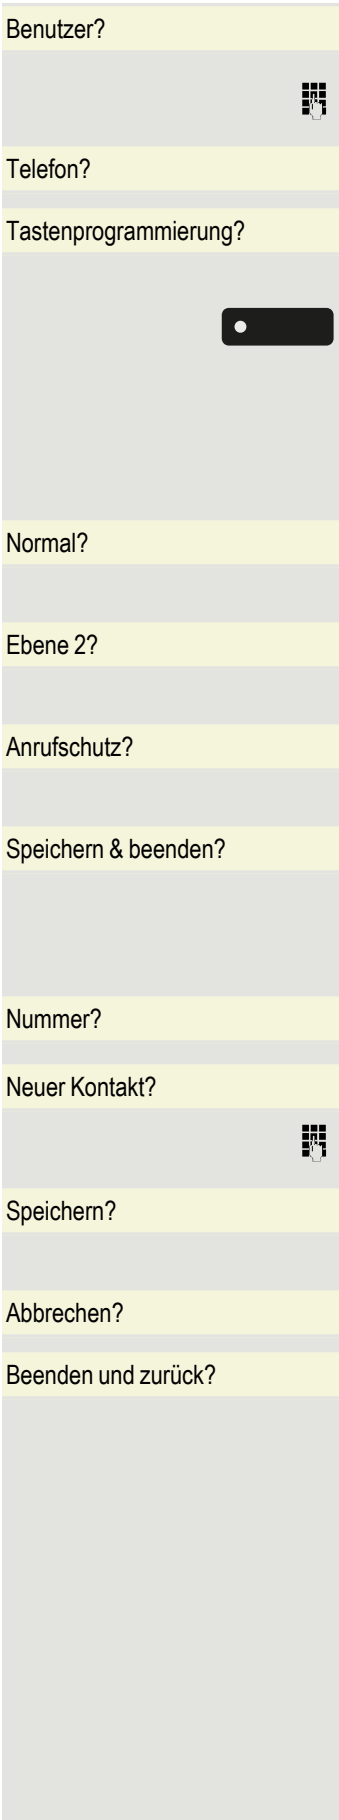 Benutzer?
Telefon?
Tastenprogrammierung?
Normal?
Ebene 2?
Anrufschutz?
Speichern & beenden?
Nummer?
Neuer Kontakt?
Speichern?
Abbrechen?
Beenden und zurück?